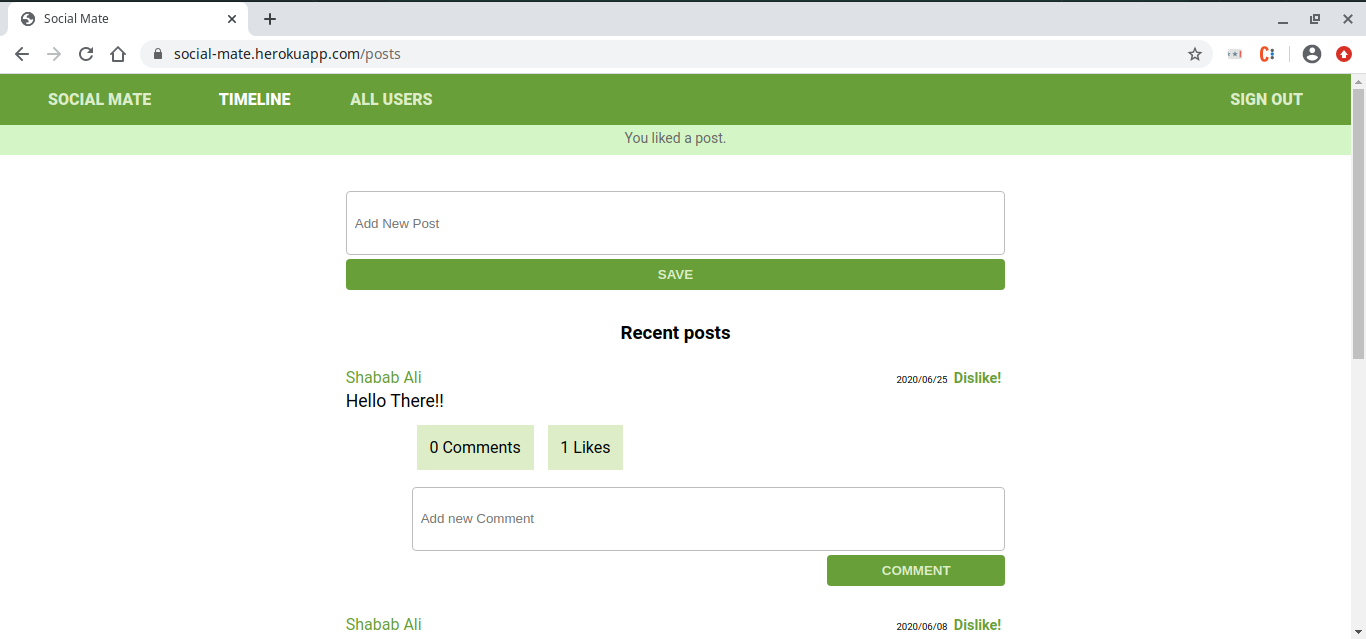 Social Mate
social-mate.herokuapp.com/posts
SOCIAL MATE TIMELINE ALL USERS SIGN OUT
You liked a post.
Add New Post
SAVE
Recent posts
Shabab Ali 2020/06/25 Dislike!
Hello There!!
0 Comments 1 Likes
Add new Comment
COMMENT
Shabab Ali 2020/06/08 Dislike!